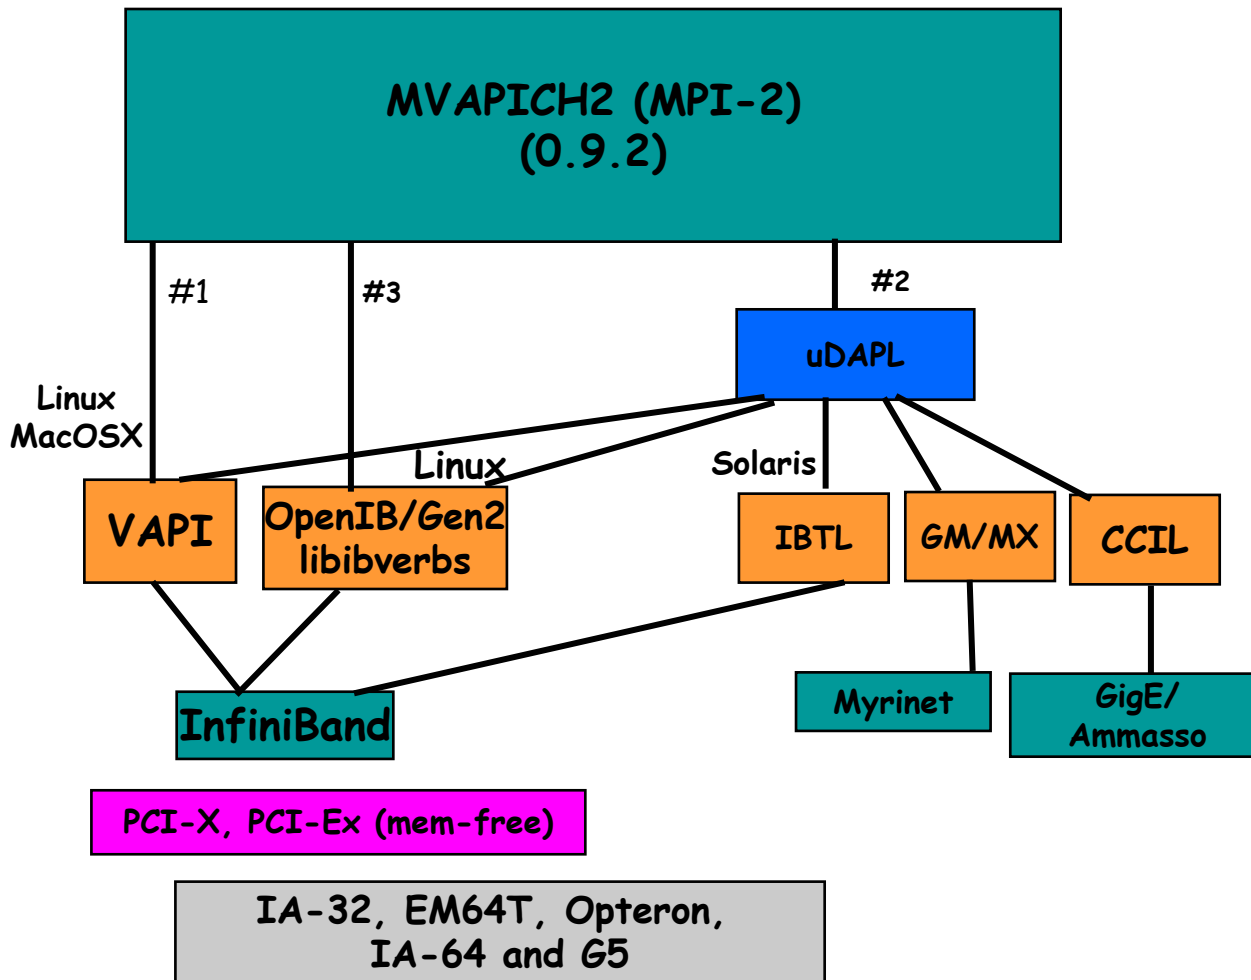 MVAPICH2 (MPI-2)
(0.9.2)
#1
#3
#2
uDAPL
Linux
MacOSX
Linux
Solaris
VAPI
OpenIB/Gen2
libibverbs
IBTL
GM/MX
CCIL
InfiniBand
Myrinet
GigE/
Ammasso
PCI-X, PCI-Ex (mem-free)
IA-32, EM64T, Opteron,
IA-64 and G5